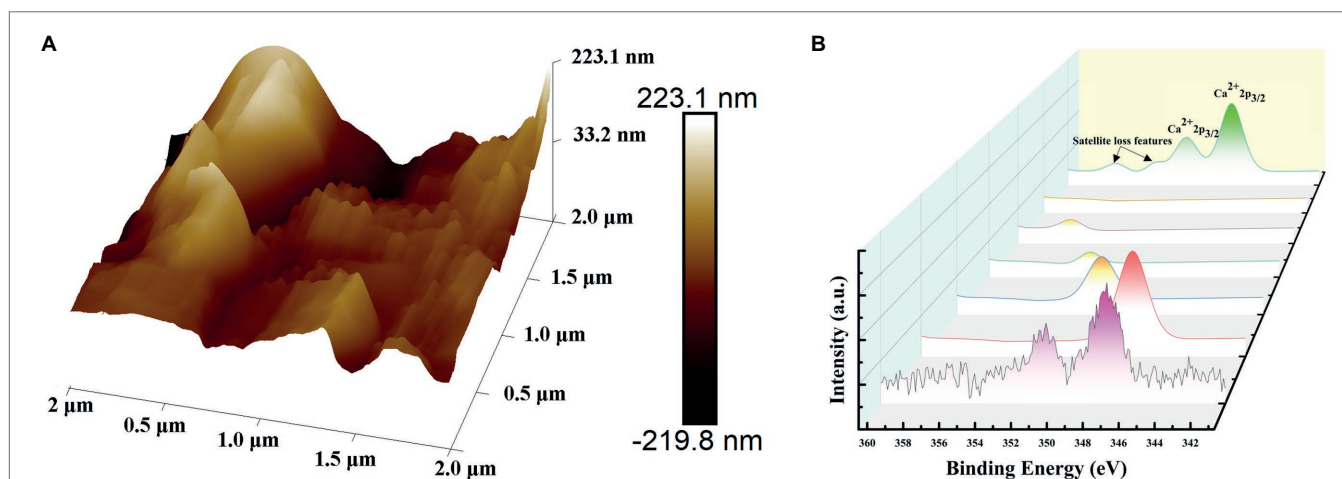 A
223.1 nm
33.2 nm
2.0 μm
1.5 μm
1.0 μm
0.5 μm
2 μm
0.5 μm
1.0 μm
1.5 μm
2.0 μm
223.1 nm
-219.8 nm
B
Ca2+ 2p3/2
Ca2+ 2p3/2
Satellite loss features
Intensity (a.u.)
360 358 356 354 352 350 348 346 344 342
Binding Energy (eV)